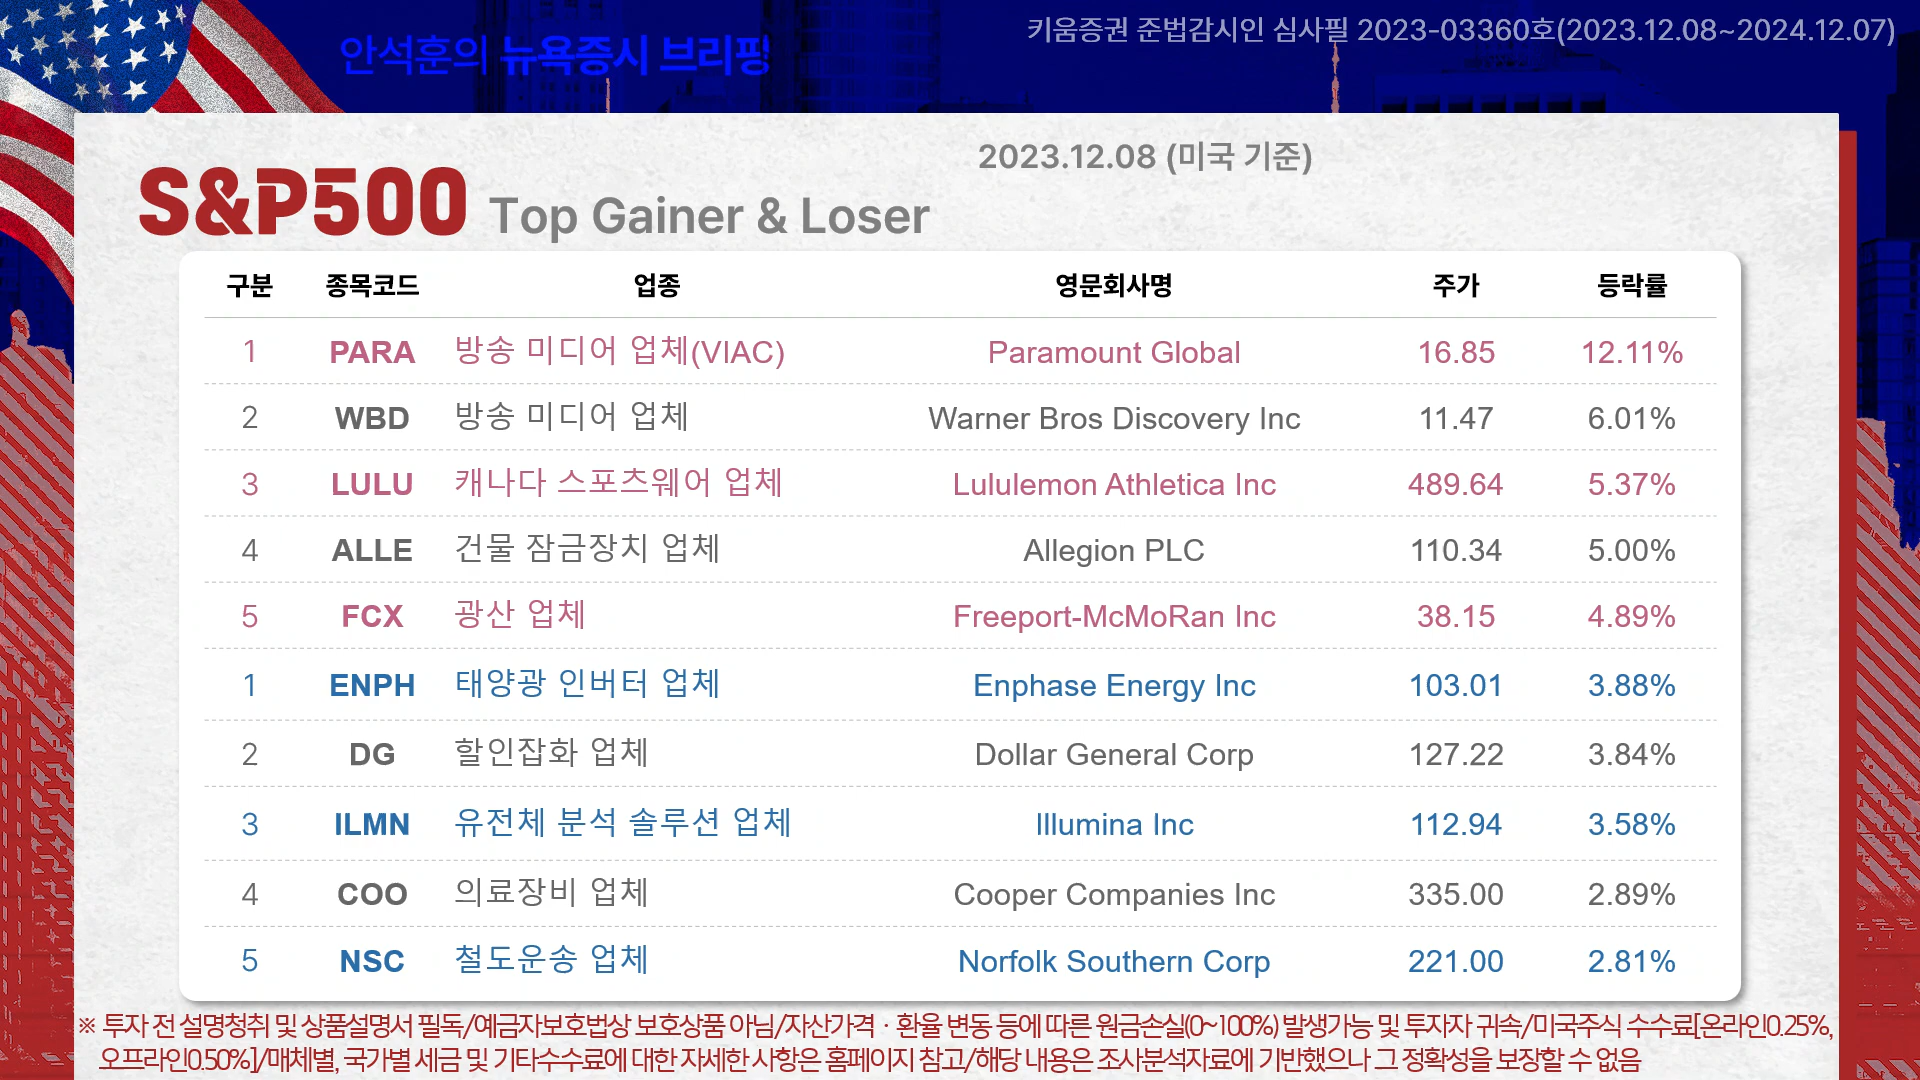 안석훈의 뉴욕증시 브리핑
키움증권 준법감시인 심사필 2023-03360호(2023.12.08~2024.12.07)
2023.12.08 (미국 기준)
S&P500 Top Gainer & Loser
구분 종목코드 업종 영문회사명 주가 등락률
1 PARA 방송 미디어 업체(VIAC) Paramount Global 16.85 12.11%
2 WBD 방송 미디어 업체 Warner Bros Discovery Inc 11.47 6.01%
3 LULU 캐나다 스포츠웨어 업체 Lululemon Athletica Inc 489.64 5.37%
4 ALLE 건물 잠금장치 업체 Allegion PLC 110.34 5.00%
5 FCX 광산 업체 Freeport-McMoRan Inc 38.15 4.89%
1 ENPH 태양광 인버터 업체 Enphase Energy Inc 103.01 3.88%
2 DG 할인잡화 업체 Dollar General Corp 127.22 3.84%
3 ILMN 유전체 분석 솔루션 업체 Illumina Inc 112.94 3.58%
4 COO 의료장비 업체 Cooper Companies Inc 335.00 2.89%
5 NSC 철도운송 업체 Norfolk Southern Corp 221.00 2.81%
※ 투자 전 설명청취 및 상품설명서 필독/예금자보호법상 보호상품 아님/자산가격 · 환율 변동 등에 따른 원금손실(0~100%) 발생가능 및 투자자 귀속/미국주식 수수료[온라인0.25%,
오프라인0.50%]/매체별, 국가별 세금 및 기타수수료에 대한 자세한 사항은 홈페이지 참고/해당 내용은 조사분석자료에 기반했으나 그 정확성을 보장할 수 없음